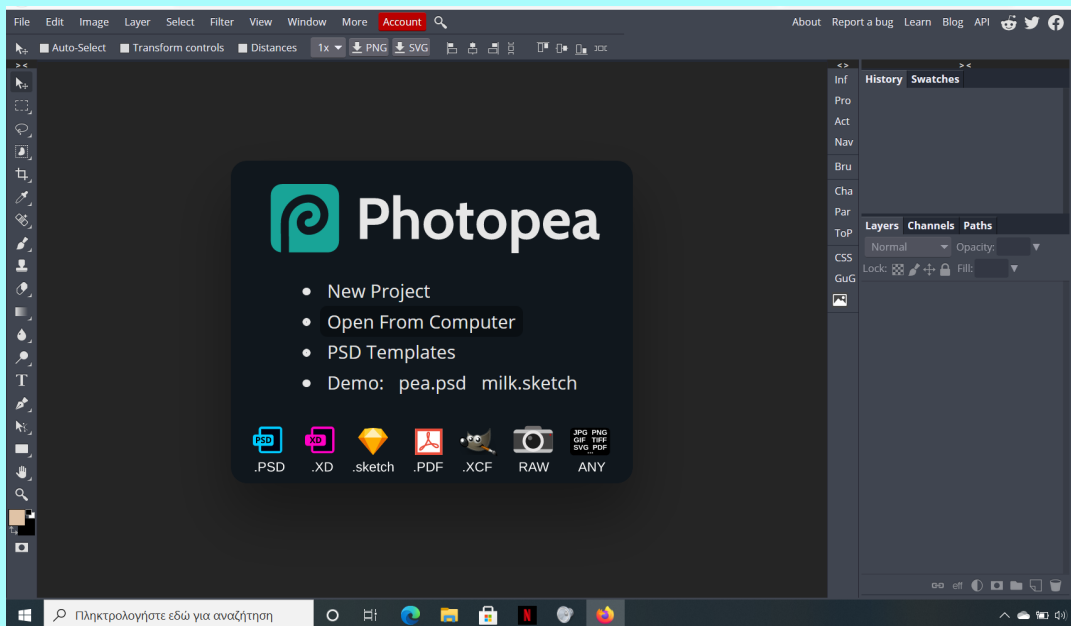 File Edit Image Layer Select Filter View Window More Account About Report a bug Learn Blog API
Auto-Select Transform controls Distances 1x PNG SVG
> < < > > <
Inf
Pro
Act
Nav
Bru
Cha
Par
ToP
CSS
GuG
History Swatches
Photopea
New Project
Open From Computer
PSD Templates
Demo: pea.psd milk.sketch
PSD XD JPG PNG
GIF TIFF
SVG PDF
...
.PSD .XD .sketch .PDF .XCF RAW ANY
Layers Channels Paths
Normal Opacity:
Lock: Fill:
T
eff
Πληκτρολογήστε εδώ για αναζήτηση
N